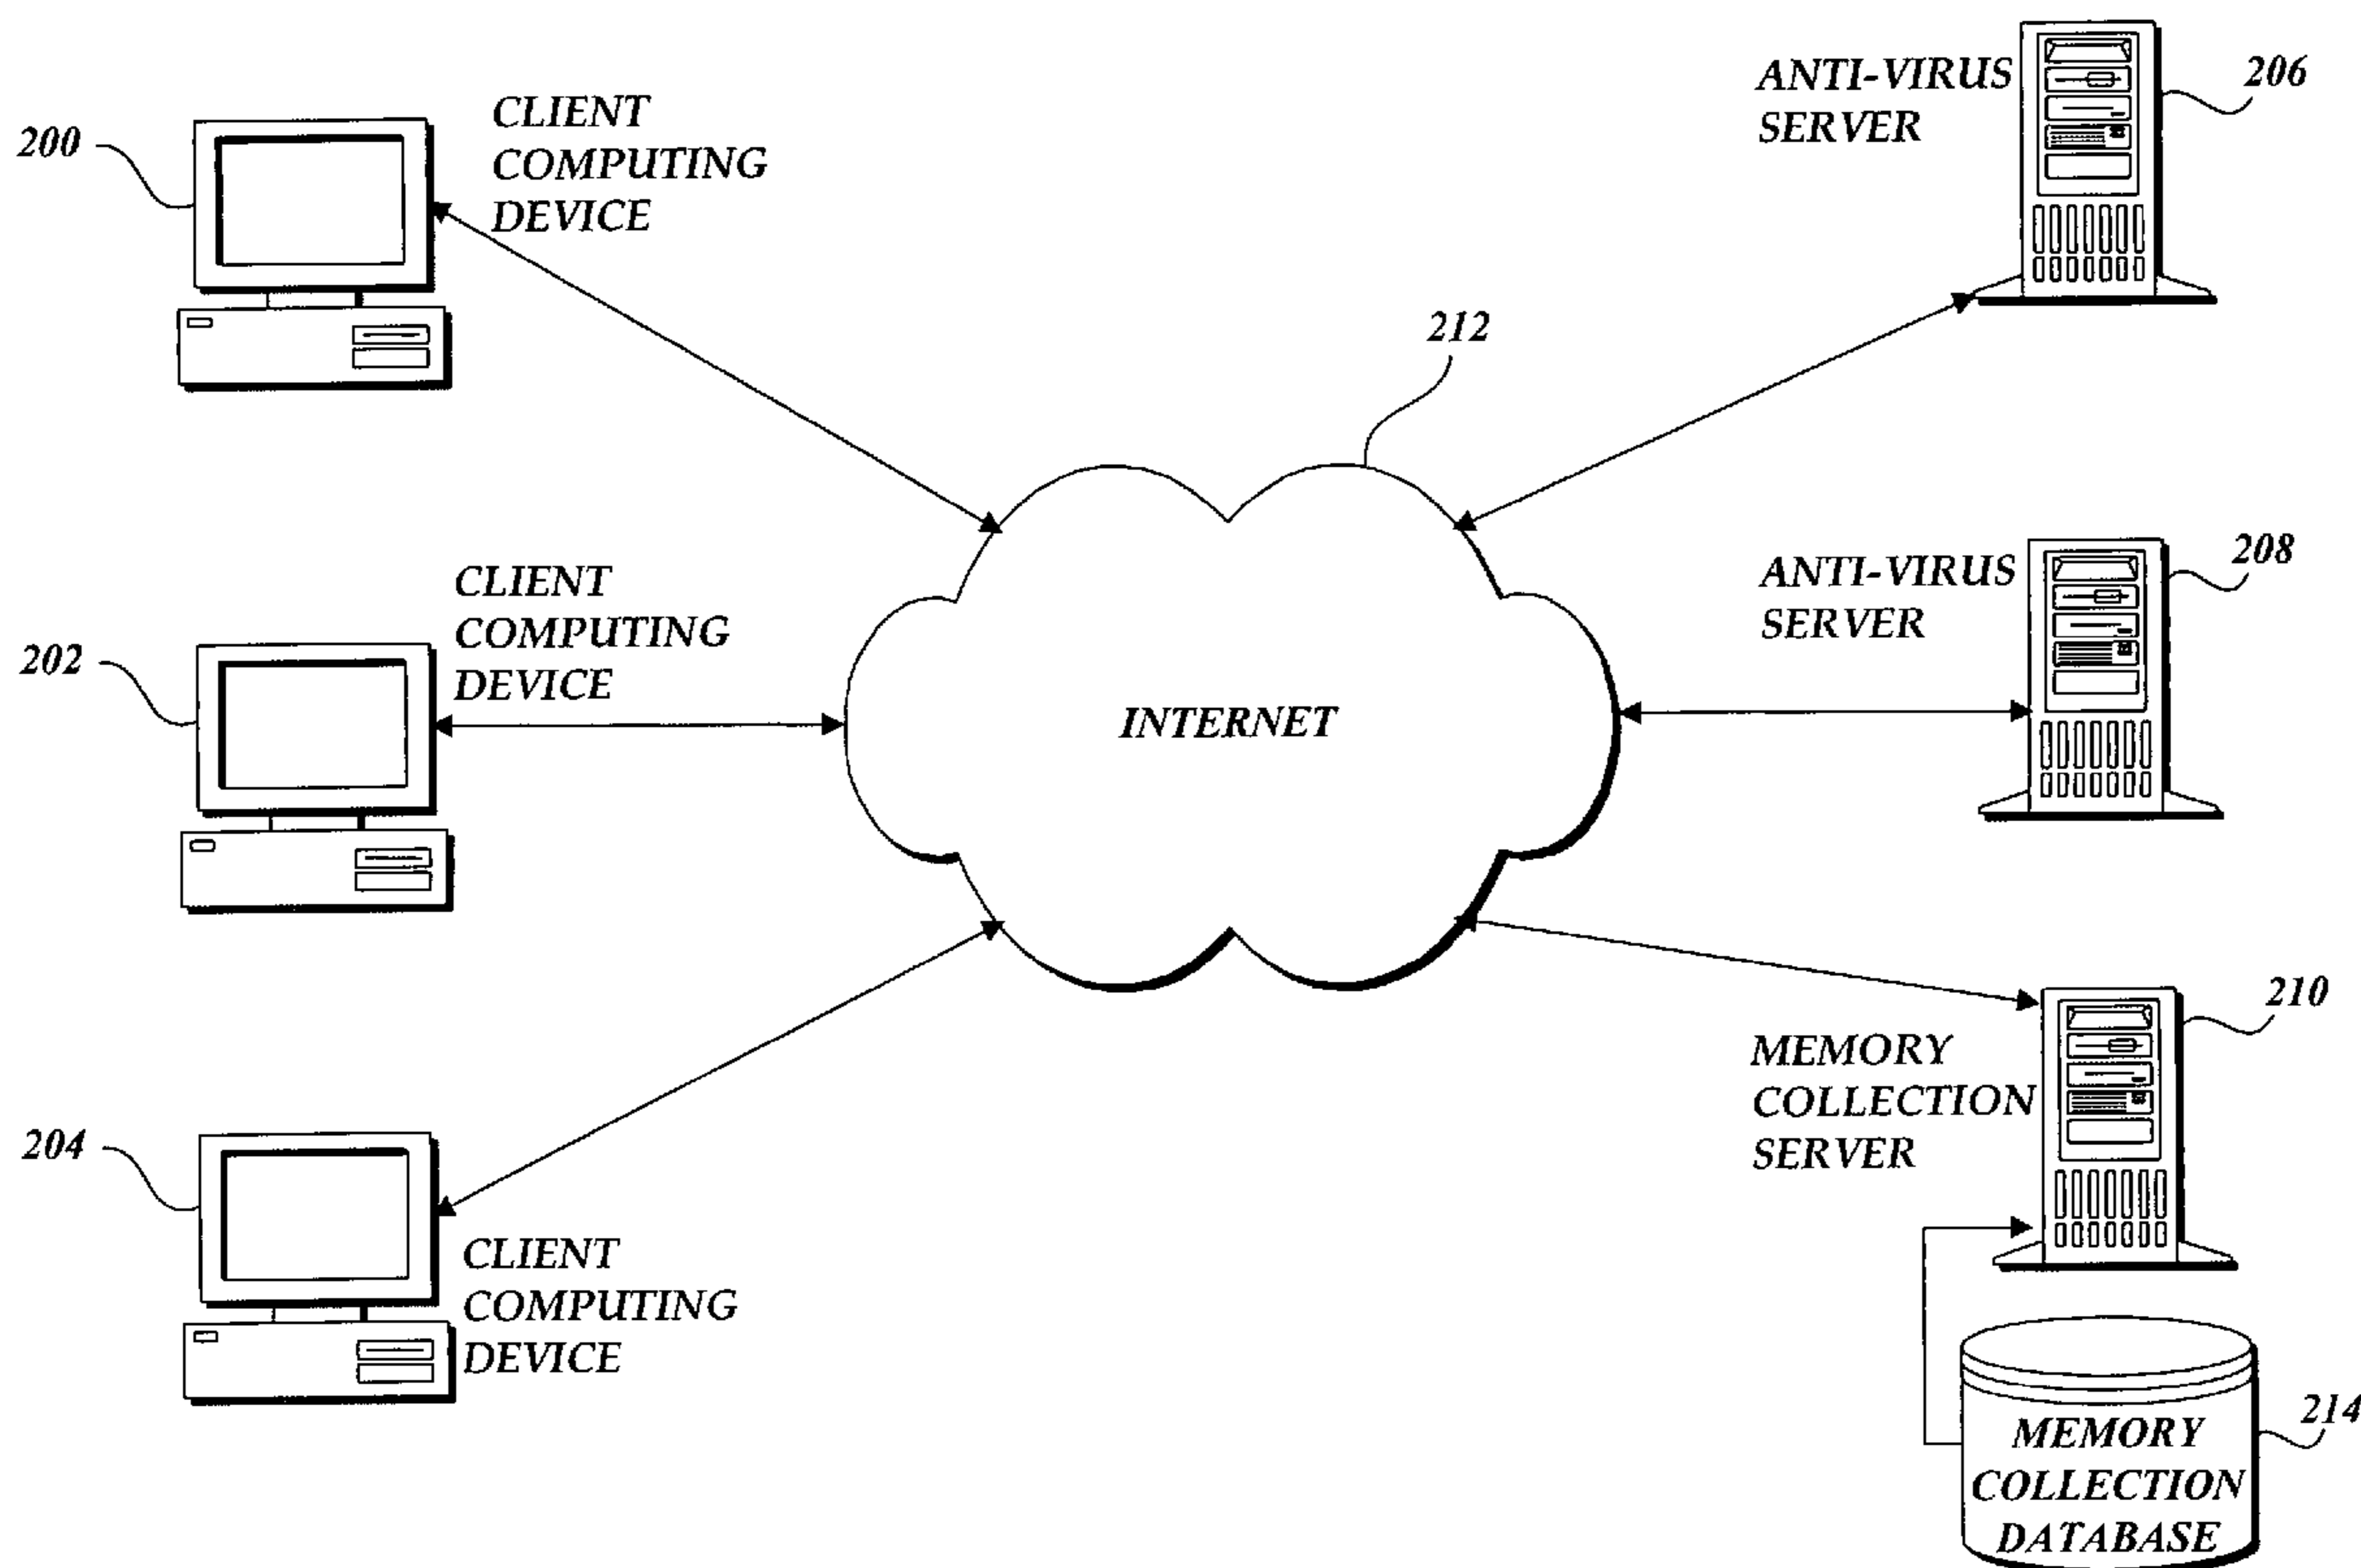 200
CLIENT
COMPUTING
DEVICE
ANTI-VIRUS
SERVER
206
212
202
CLIENT
COMPUTING
DEVICE
INTERNET
ANTI-VIRUS
SERVER
208
204
CLIENT
COMPUTING
DEVICE
MEMORY
COLLECTION
SERVER
210
MEMORY
COLLECTION
DATABASE
214